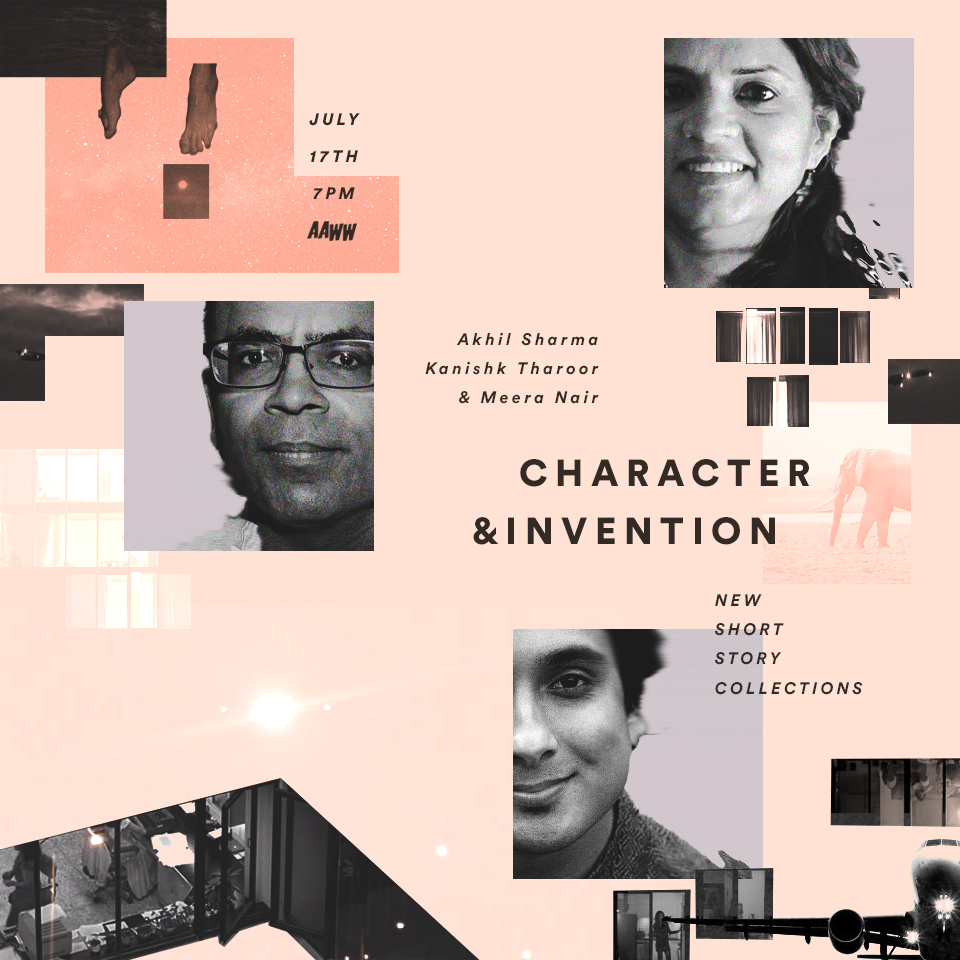 JULY
17TH
7PM
AAWW
Akhil Sharma
Kanishk Tharoor
& Meera Nair
CHARACTER
&INVENTION
NEW
SHORT
STORY
COLLECTIONS